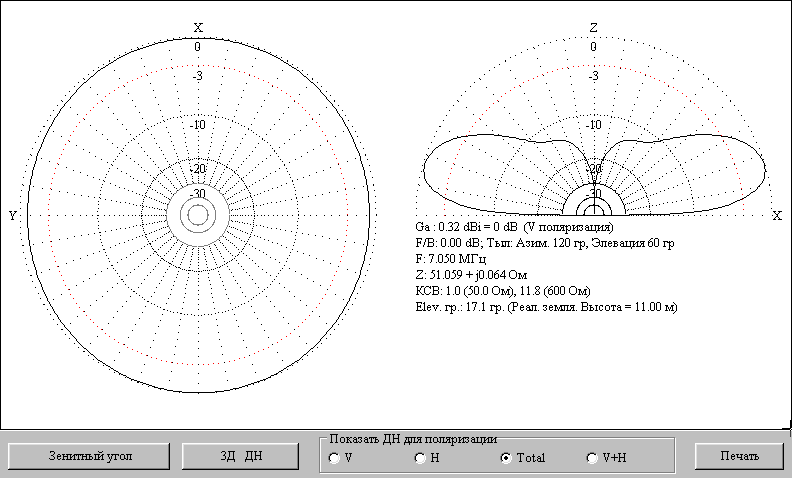 X
0
-3
-10
-20
-30
Y
Z
0
-3
-10
-20
-30
X
Ga : 0.32 dBi = 0 dB (V поляризация)
F/B: 0.00 dB; Тыл: Азим. 120 гр, Элевация 60 гр
F: 7.050 МГц
Z: 51.059 + j0.064 Ом
КСВ: 1.0 (50.0 Ом), 11.8 (600 Ом)
Elev. гр.: 17.1 гр. (Реал. земля. Высота = 11.00 м)
Показать ДН для поляризации
Зенитный угол
3Д ДН
V
H
Total
V+H
Печать